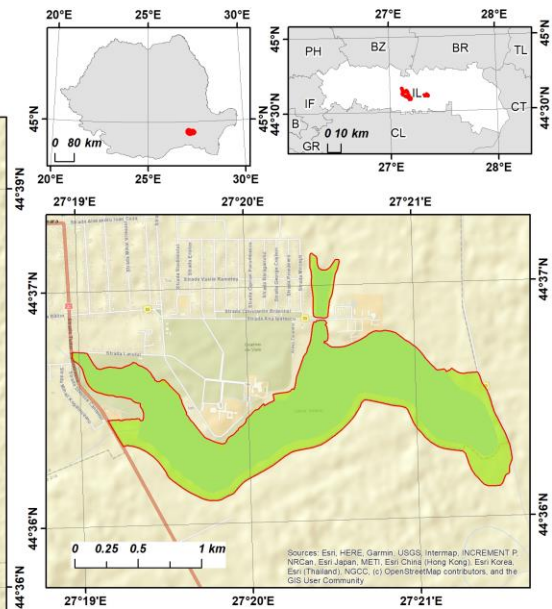 20°E 25°E 30°E
45°N
45°N
0 80 km
20°E 25°E 30°E
27°E 28°E
45°N
45°N
PH BZ BR TL
IF IL
CT
44°30'N
44°30'N
B
0 10 km CL
GR
27°E 28°E
44°39'N
27°19'E 27°20'E 27°21'E
44°37'N
44°37'N
Strada Lanului
44°36'N
44°36'N
44°36'N
0 0.25 0.5 1 km
Sources: Esri, HERE, Garmin, USGS, Intermap, INCREMENT P,
NRCan, Esri Japan, METI, Esri China (Hong Kong), Esri Korea,
Esri (Thailand), NGCC, (c) OpenStreetMap contributors, and the
GIS User Community
27°19'E 27°20'E 27°21'E